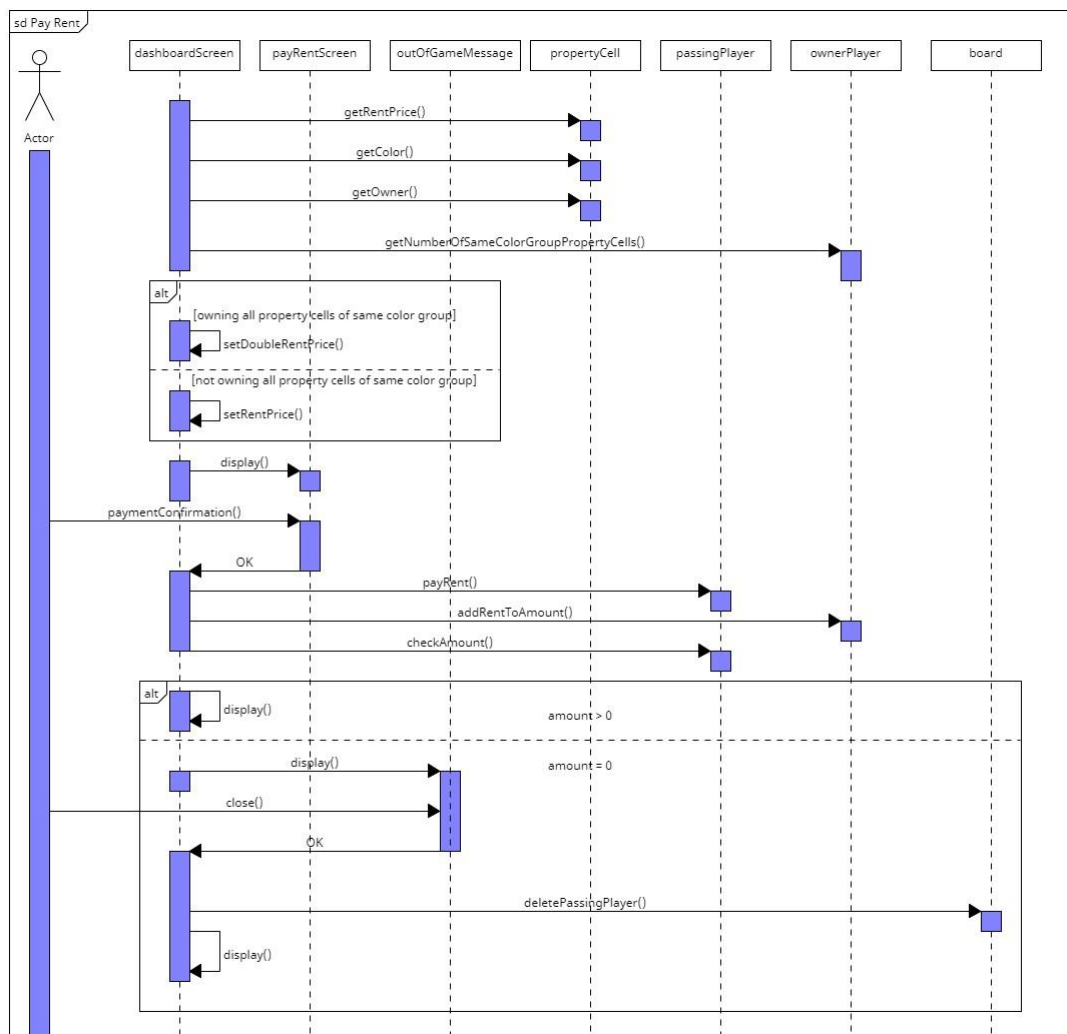 sd Pay Rent
dashboardScreen
payRentScreen
outOfGameMessage
propertyCell
passingPlayer
ownerPlayer
board
Actor
getRentPrice()
getColor()
getOwner()
getNumberOfSameColorGroupPropertyCells()
alt
[owning all property cells of same color group]
setDoubleRentPrice()
[not owning all property cells of same color group]
setRentPrice()
display()
paymentConfirmation()
OK
payRent()
addRentToAmount()
checkAmount()
alt
display()
amount > 0
display()
amount = 0
close()
OK
deletePassingPlayer()
display()